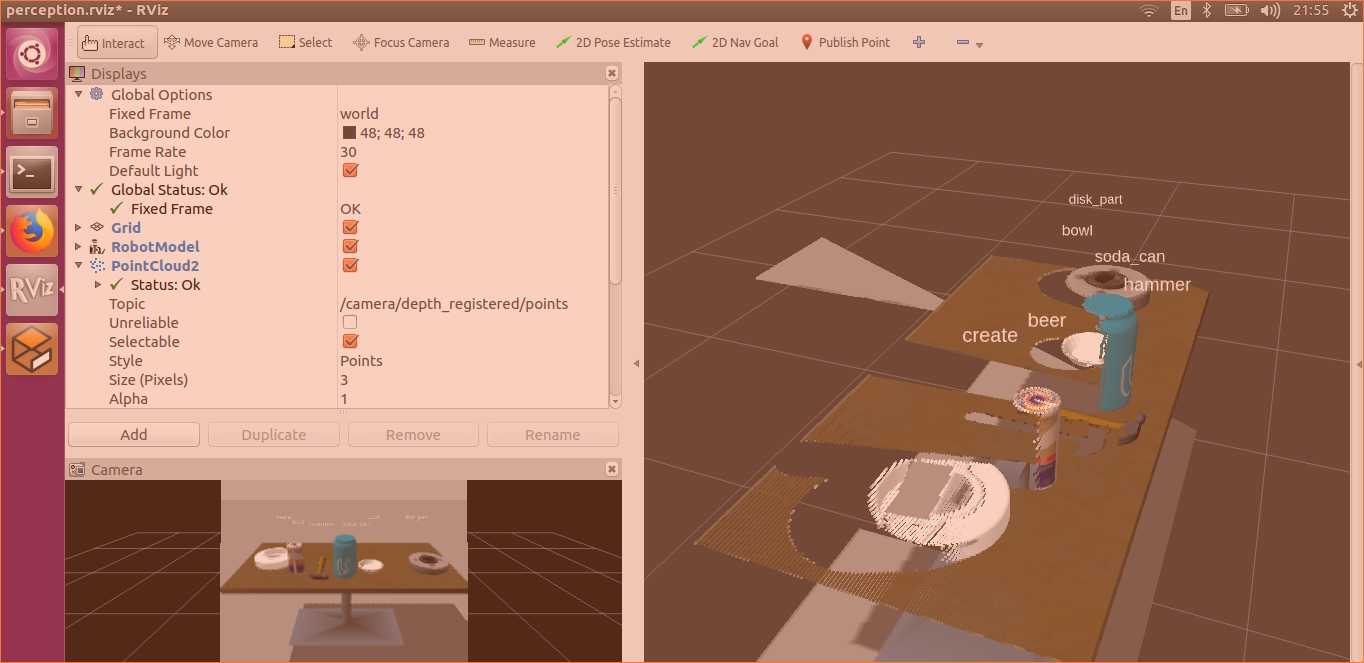 perception.rviz* - RViz
En
21:55
Interact
Move Camera
Select
Focus Camera
Measure
2D Pose Estimate
2D Nav Goal
Publish Point
Displays
Global Options
Fixed Frame world
Background Color 48; 48; 48
Frame Rate 30
Default Light
Global Status: Ok
Fixed Frame OK
Grid
RobotModel
PointCloud2
Status: Ok
Topic /camera/depth_registered/points
Unreliable
Selectable
Style Points
Size (Pixels) 3
Alpha 1
Add Duplicate Remove Rename
Camera
RViz
disk_part
bowl
soda_can
hammer
beer
create